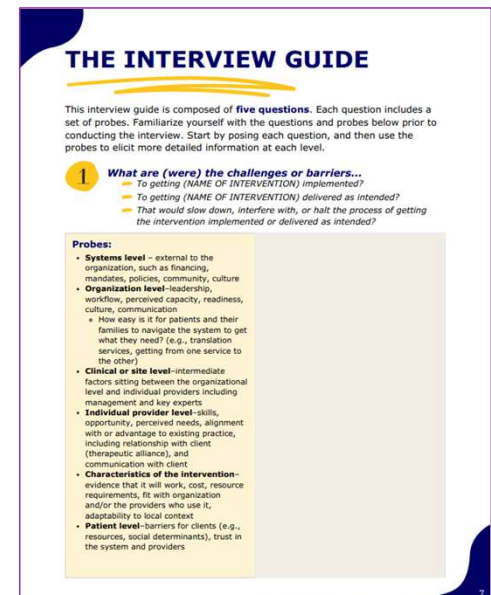 THE INTERVIEW GUIDE
This interview guide is composed of five questions. Each question includes a
set of probes. Familiarize yourself with the questions and probes below prior to
conducting the interview. Start by posing each question, and then use the
probes to elicit more detailed information at each level.
1
What are (were) the challenges or barriers...
To getting (NAME OF INTERVENTION) implemented?
To getting (NAME OF INTERVENTION) delivered as intended?
That would slow down, interfere with, or halt the process of getting
the intervention implemented or delivered as intended?
Probes:
• Systems level – external to the
organization, such as financing,
mandates, policies, community, culture
• Organization level–leadership,
workflow, perceived capacity, readiness,
culture, communication
How easy is it for patients and their
families to navigate the system to get
what they need? (e.g., translation
services, getting from one service to
the other)
• Clinical or site level–intermediate
factors sitting between the organizational
level and individual providers including
management and key experts
• Individual provider level–skills,
opportunity, perceived needs, alignment
with or advantage to existing practice,
including relationship with client
(therapeutic alliance), and
communication with client
• Characteristics of the intervention–
evidence that it will work, cost, resource
requirements, fit with organization
and/or the providers who use it,
adaptability to local context
• Patient level–barriers for clients (e.g.,
resources, social determinants), trust in
the system and providers
7